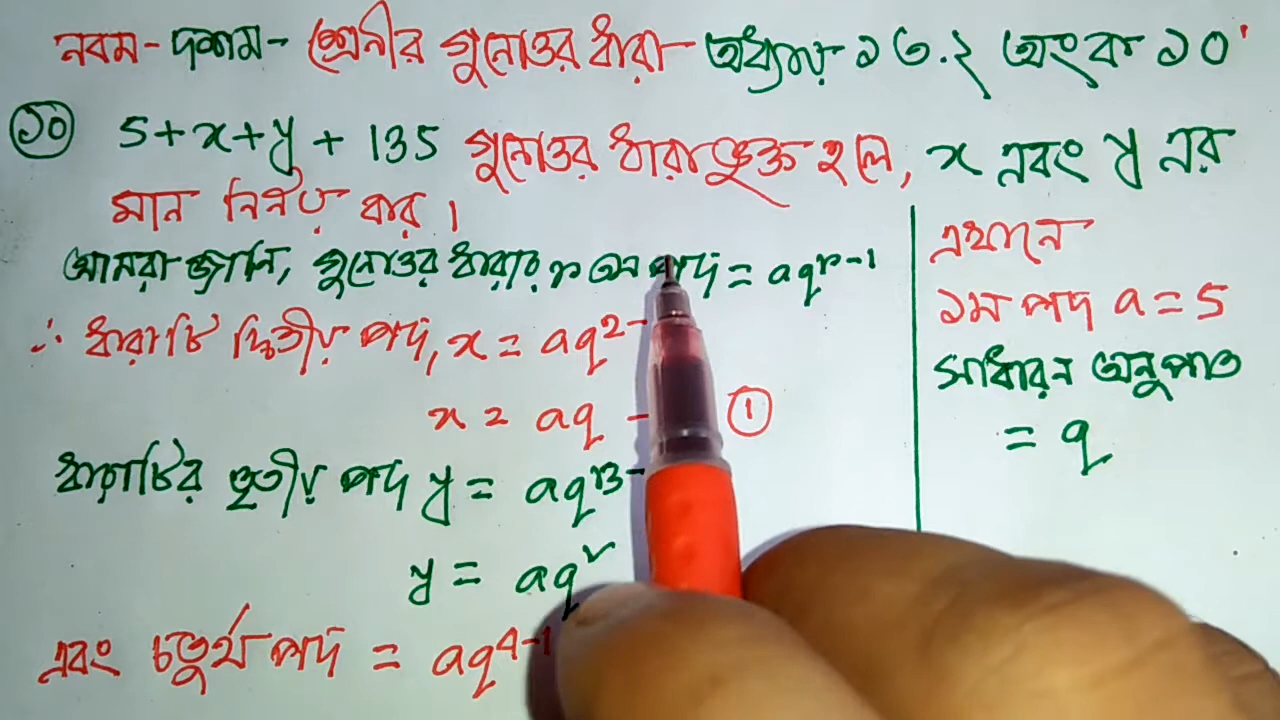 নবম-দশম-শ্রেনীর গুনোত্তর ধারা-অধ্যায় ১৩.২ অংক ১০
১০ 5+x+y+135 গুনোত্তর ধারাভুক্ত হলে, x এবং y এর
মান নির্নয় কর।
আমরা জানি, গুনোত্তর ধারার n তম পদ = aqⁿ⁻¹
∴ ধারাটি দ্বিতীয় পদ, x = aq²⁻
x = aq - ①
ধারাটির তৃতীয় পদ y = aq³⁻
y = aq²
এবং চতুর্থ পদ = aq⁴⁻¹
এখানে
১ম পদ a = 5
সাধারন অনুপাত
= q